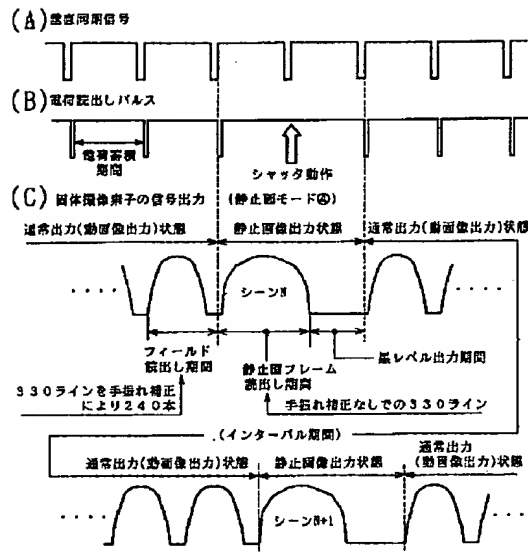 (A) 垂直同期信号
(B) 電荷読出しパルス
電荷蓄積
期間
シャッタ動作
(C) 固体撮像素子の信号出力
(静止画モード④)
通常出力(動画像出力)状態
静止画像出力状態
通常出力(動画像出力)状態
シーンN
フィールド
読出し期間
静止画フレーム
読出し期間
黒レベル出力期間
330ラインを手振れ補正
により240本
手振れ補正なしでの330ライン
(インターバル期間)
通常出力(動画像出力)状態
静止画像出力状態
通常出力
(動画像出力)状態
シーンN+1